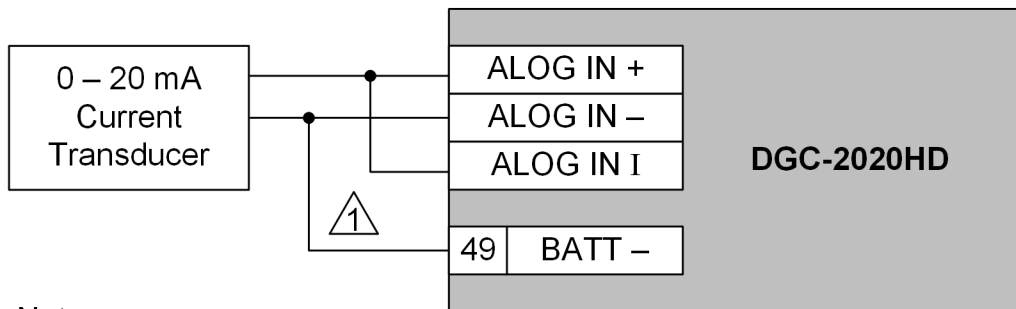 0 – 20 mA
Current
Transducer
ALOG IN +
ALOG IN –
ALOG IN I
DGC-2020HD
1
49 BATT –